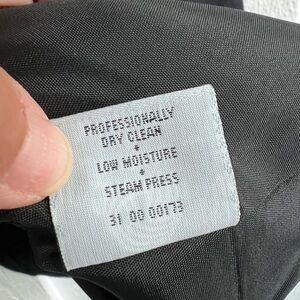 PROFESSIONALLY
DRY CLEAN
•
LOW MOISTURE
•
STEAM PRESS
31 00 00173